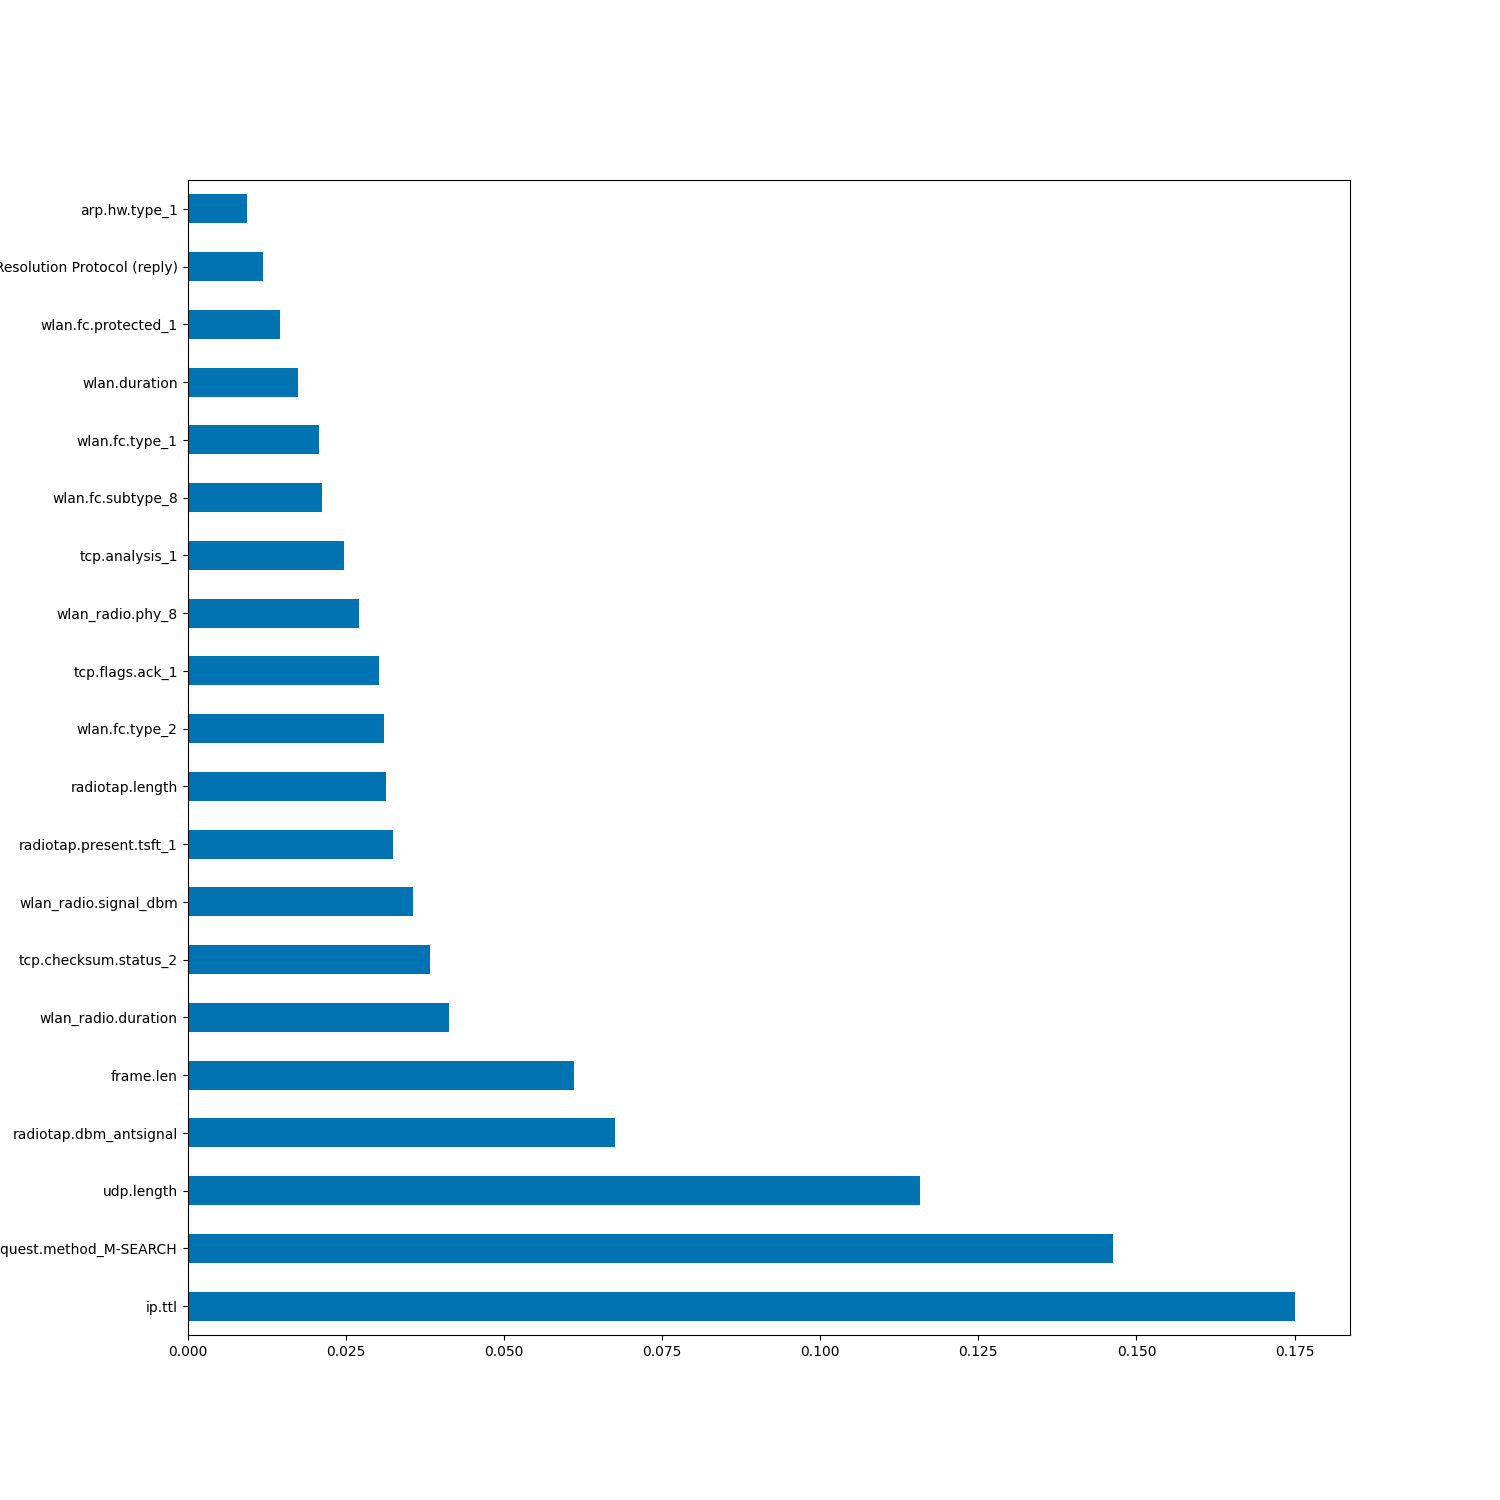 arp.hw.type_1
Resolution Protocol (reply)
wlan.fc.protected_1
wlan.duration
wlan.fc.type_1
wlan.fc.subtype_8
tcp.analysis_1
wlan_radio.phy_8
tcp.flags.ack_1
wlan.fc.type_2
radiotap.length
radiotap.present.tsft_1
wlan_radio.signal_dbm
tcp.checksum.status_2
wlan_radio.duration
frame.len
radiotap.dbm_antsignal
udp.length
quest.method_M-SEARCH
ip.ttl
0.000 0.025 0.050 0.075 0.100 0.125 0.150 0.175